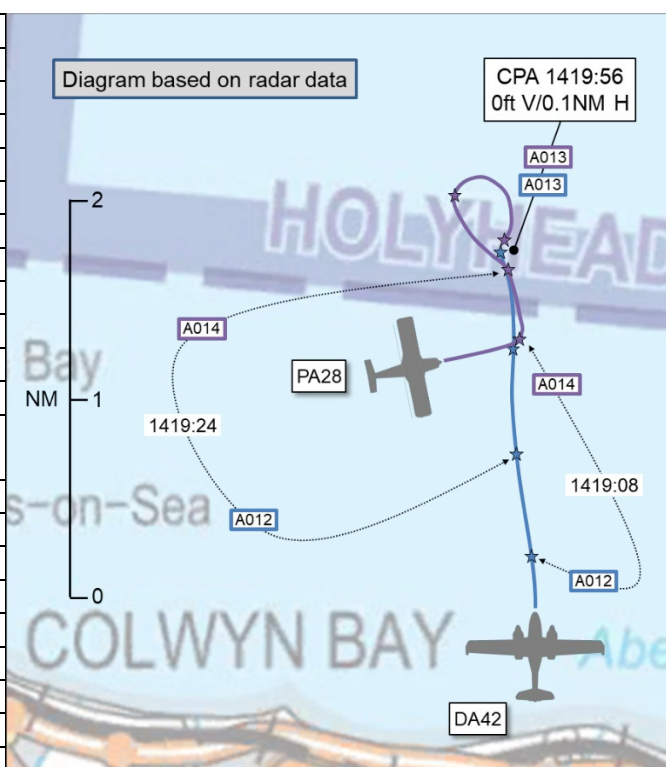 Diagram based on radar data
CPA 1419:56
0ft V/0.1NM H
A013
A013
2
HOLYHEAD
A014
Bay
PA28
NM
1
A014
1419:24
1419:08
s-on-Sea
A012
A012
0
COLWYN BAY
Abe
DA42